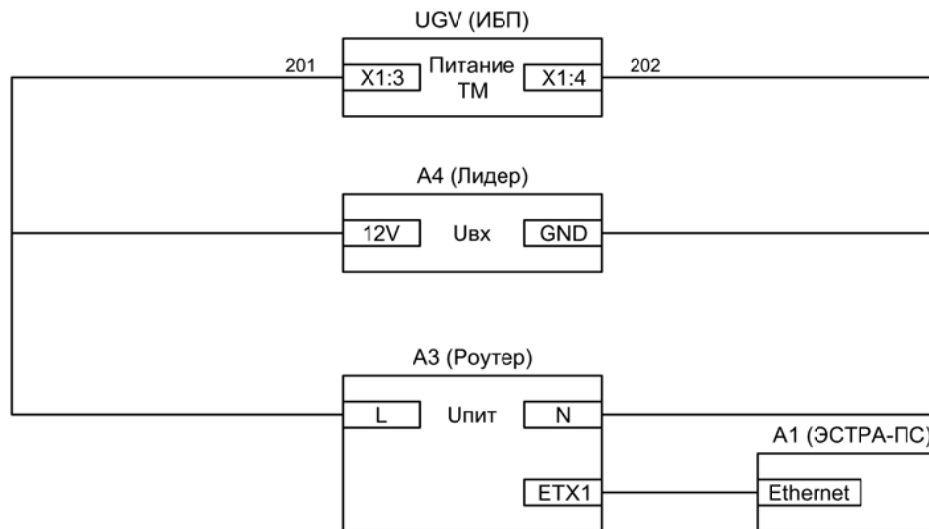 UGV (ИБП)
201
X1:3
Питание
ТМ
X1:4
202
A4 (Лидер)
12V
Uвх
GND
A3 (Роутер)
L
Uпит
N
A1 (ЭСТРА-ПС)
ETX1
Ethernet